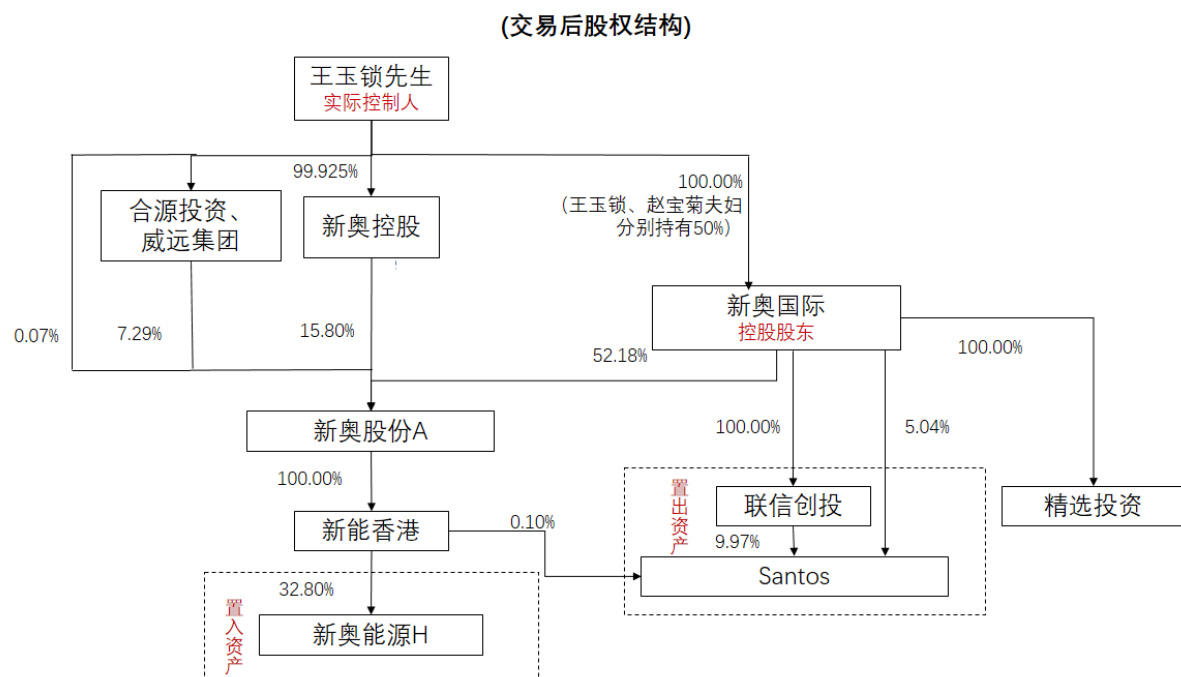 (交易后股权结构)
王玉锁先生
实际控制人
99.925%
100.00%
(王玉锁、赵宝菊夫妇
分别持有50%)
合源投资、
威远集团
新奥控股
新奥国际
控股股东
0.07%
7.29%
15.80%
52.18%
100.00%
新奥股份A
100.00%
5.04%
100.00%
置出资产
联信创投
精选投资
新能香港
0.10%
9.97%
Santos
32.80%
置入资产
新奥能源H